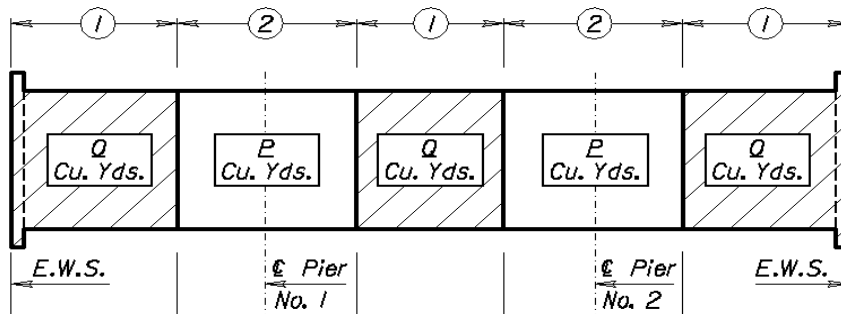 1 2 1 2 1
Q P Q P Q
Cu. Yds. Cu. Yds. Cu. Yds. Cu. Yds. Cu. Yds.
E.W.S. ℄ Pier ℄ Pier E.W.S.
No. 1 No. 2